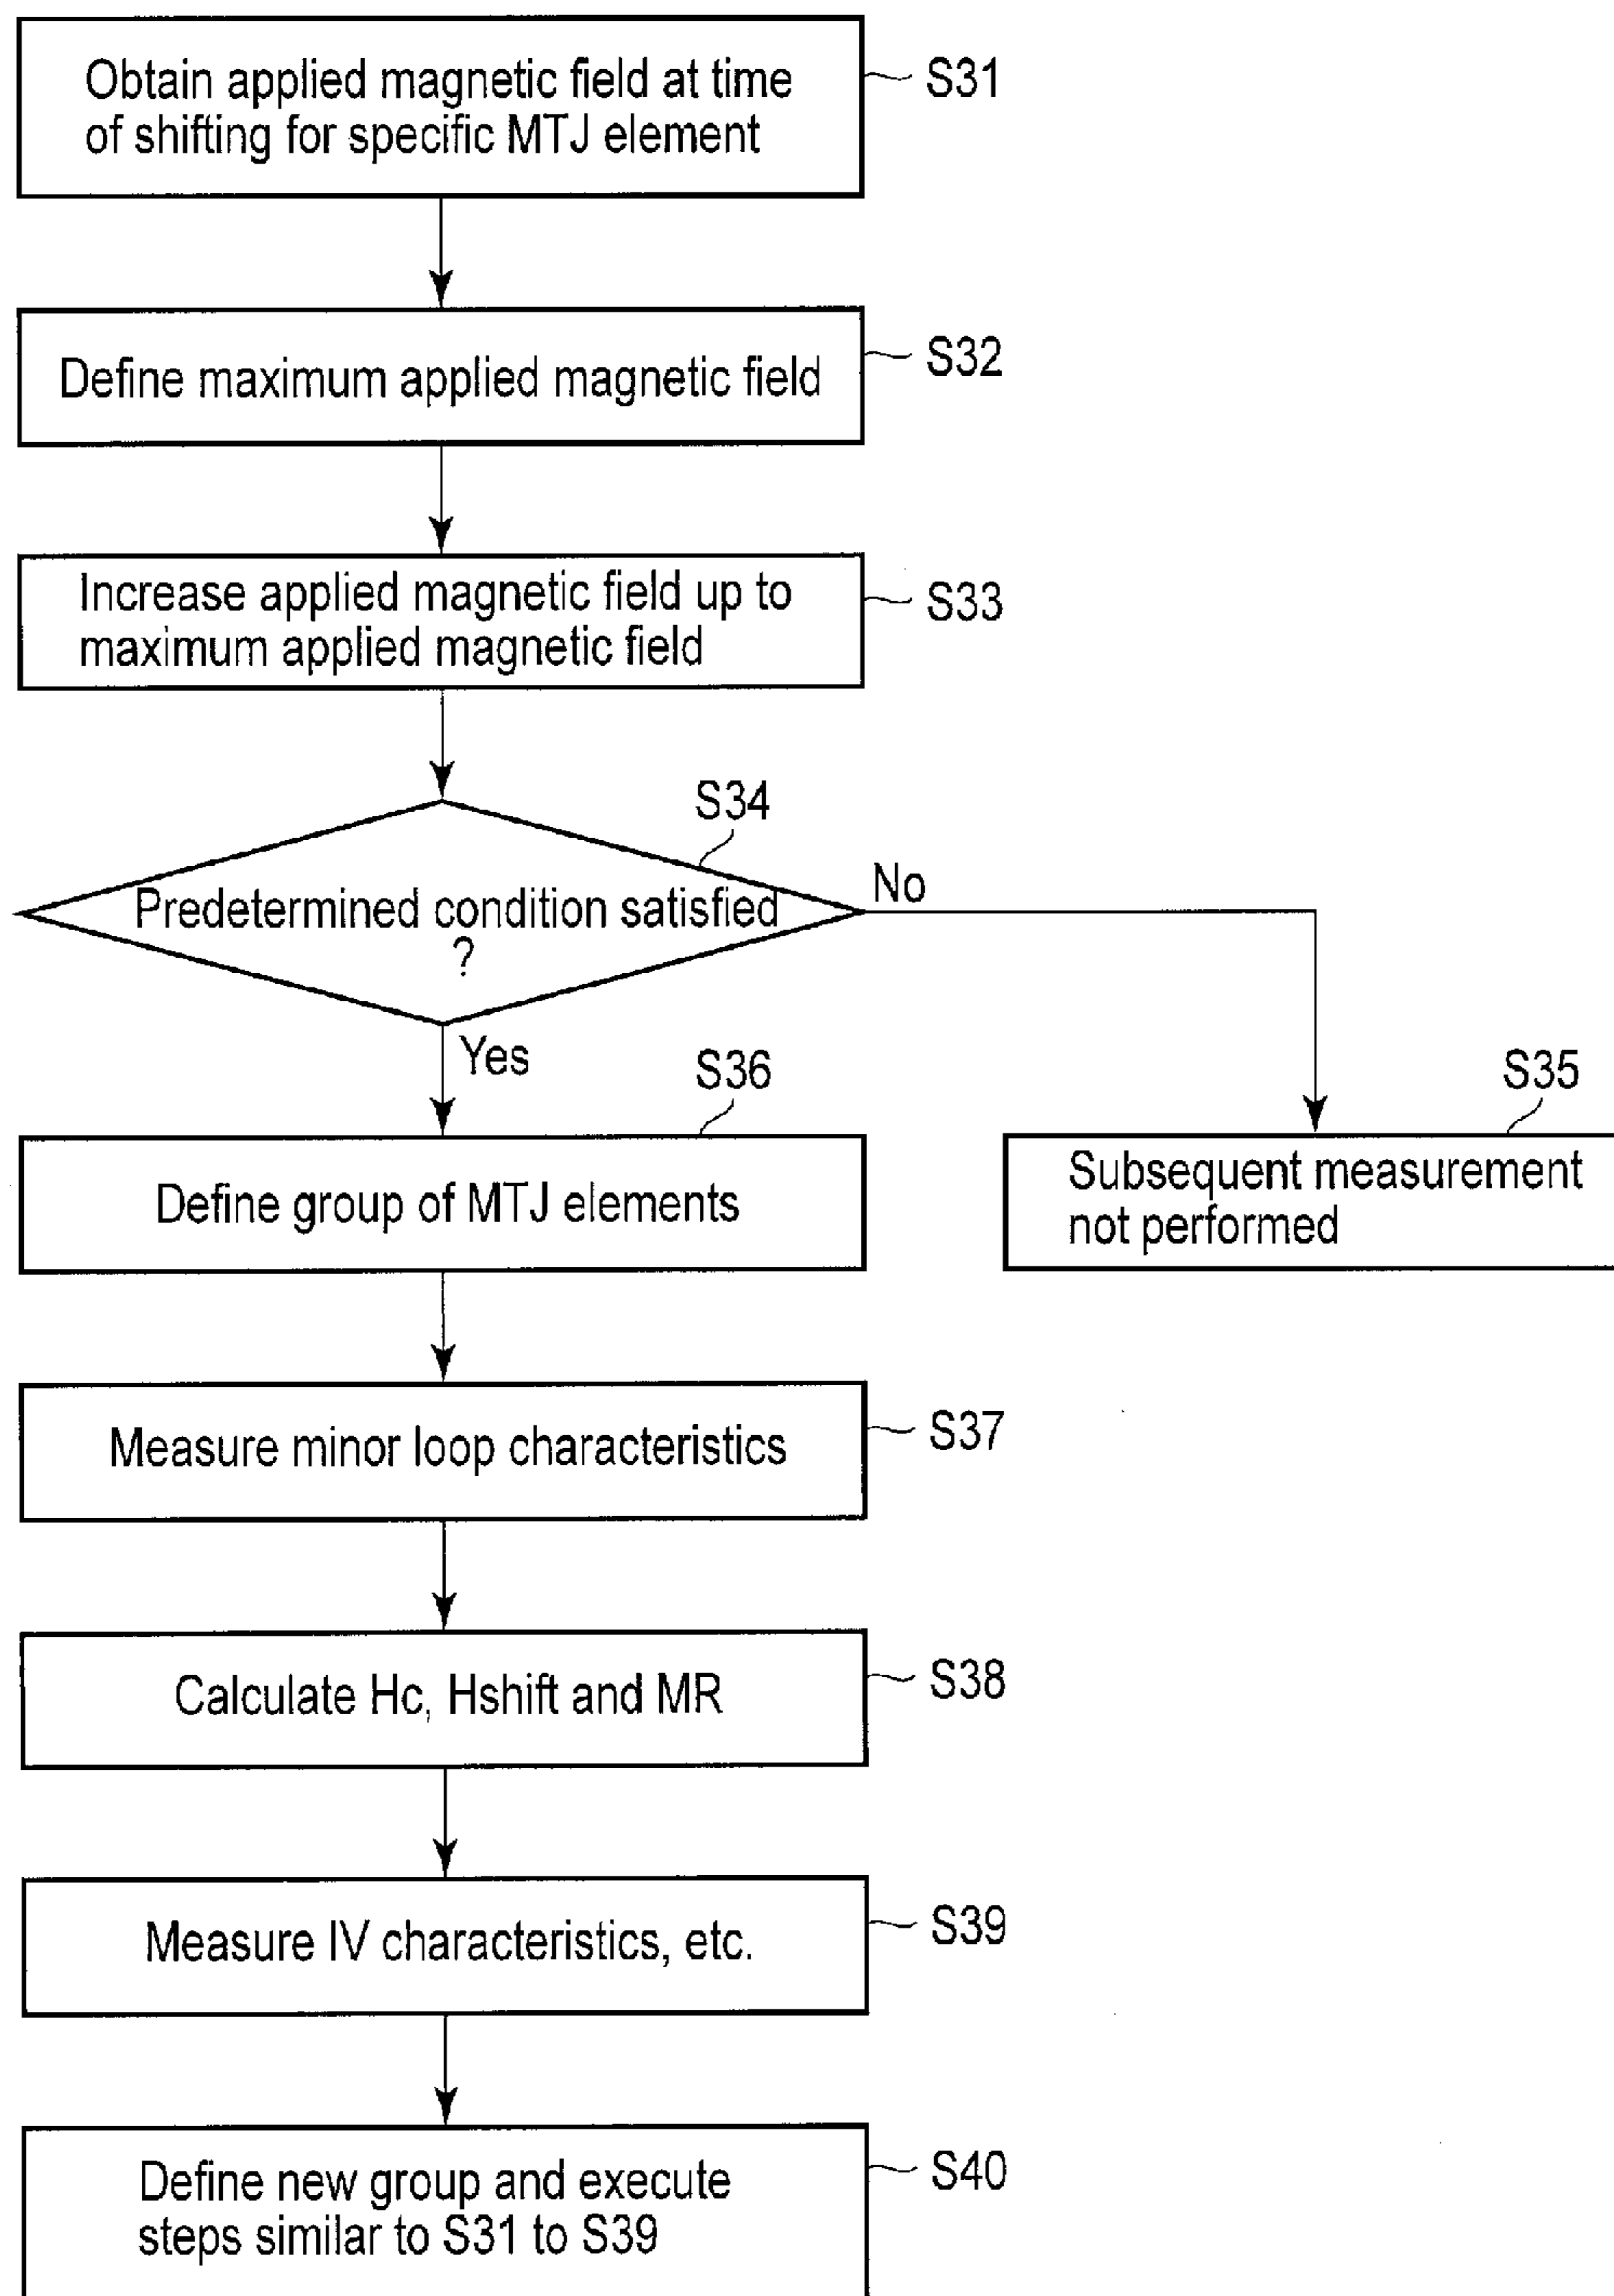 Obtain applied magnetic field at time
of shifting for specific MTJ element
S31
Define maximum applied magnetic field
S32
Increase applied magnetic field up to
maximum applied magnetic field
S33
S34
Predetermined condition satisfied
?
No
Yes
S36
Define group of MTJ elements
S35
Subsequent measurement
not performed
Measure minor loop characteristics
S37
Calculate Hc, Hshift and MR
S38
Measure IV characteristics, etc.
S39
Define new group and execute
steps similar to S31 to S39
S40